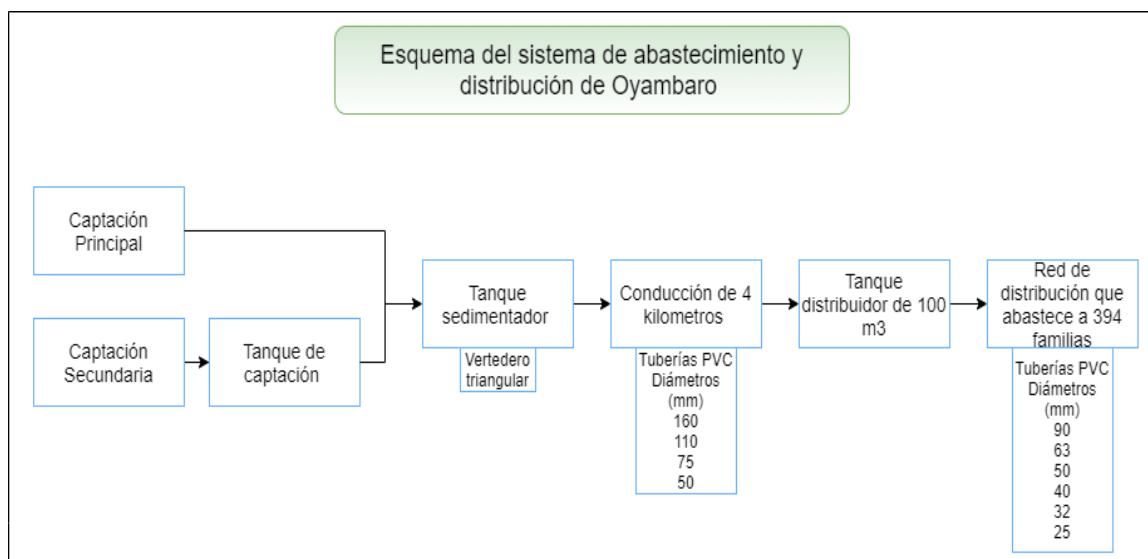 Esquema del sistema de abastecimiento y
distribución de Oyambaro
Captación
Principal
Captación
Secundaria
Tanque de
captación
Tanque
sedimentador
Vertedero
triangular
Conducción de 4
kilometros
Tuberías PVC
Diámetros
(mm)
160
110
75
50
Tanque
distribuidor de 100
m3
Red de
distribución que
abastece a 394
familias
Tuberías PVC
Diámetros
(mm)
90
63
50
40
32
25